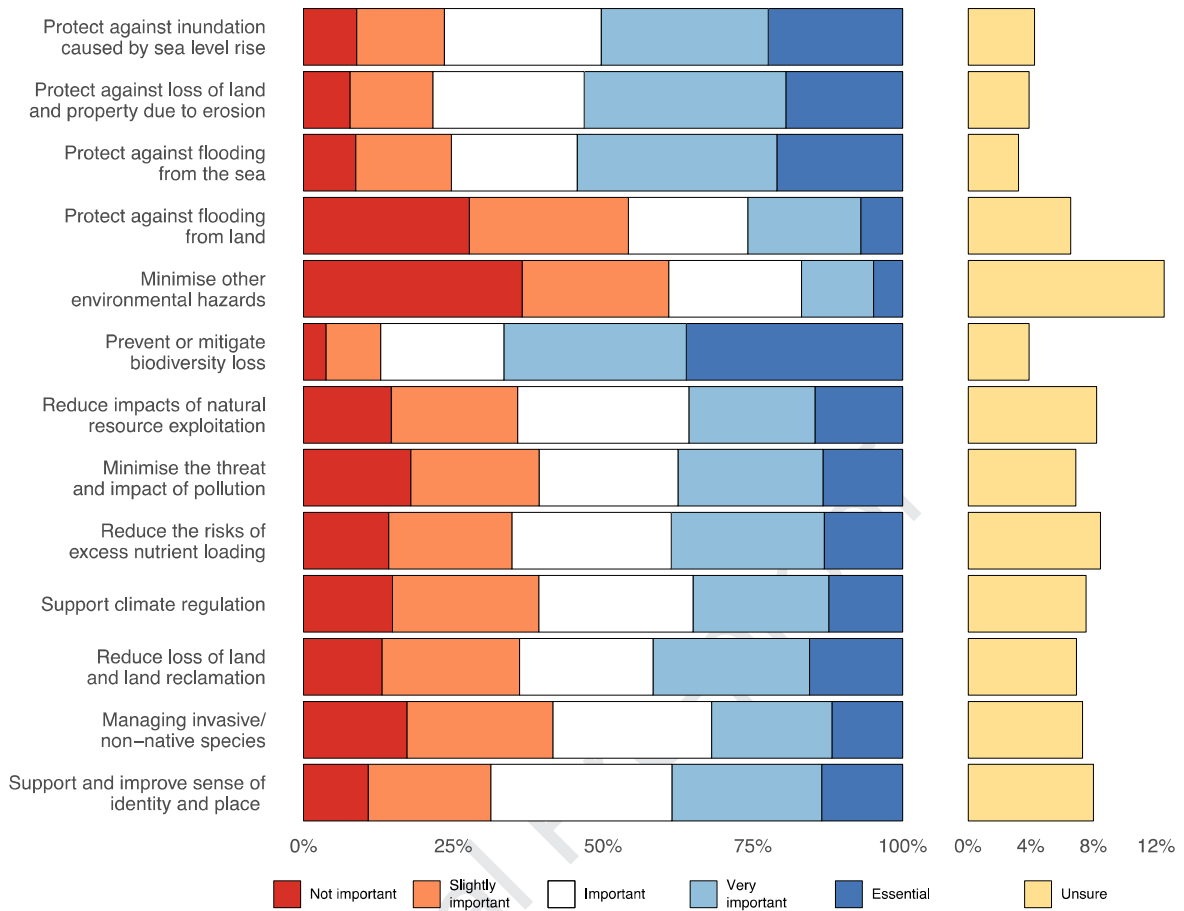 Protect against inundation
caused by sea level rise
Protect against loss of land
and property due to erosion
Protect against flooding
from the sea
Protect against flooding
from land
Minimise other
environmental hazards
Prevent or mitigate
biodiversity loss
Reduce impacts of natural
resource exploitation
Minimise the threat
and impact of pollution
Reduce the risks of
excess nutrient loading
Support climate regulation
Reduce loss of land
and land reclamation
Managing invasive/
non−native species
Support and improve sense of
identity and place
0% 25% 50% 75% 100% 0% 4% 8% 12%
Not important Slightly important Important Very important Essential Unsure